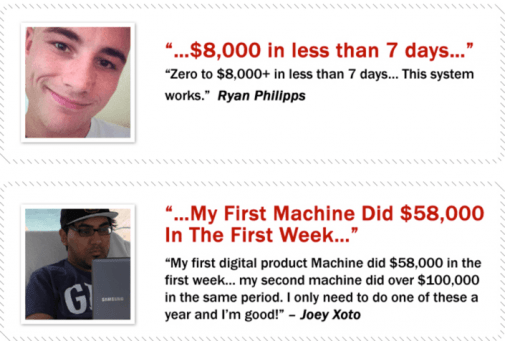 “...$8,000 in less than 7 days...”
“Zero to $8,000+ in less than 7 days... This system
works.” Ryan Philipps
“...My First Machine Did $58,000
In The First Week...”
“My first digital product Machine did $58,000 in the
first week... my second machine did over $100,000
in the same period. I only need to do one of these a
year and I’m good!” – Joey Xoto